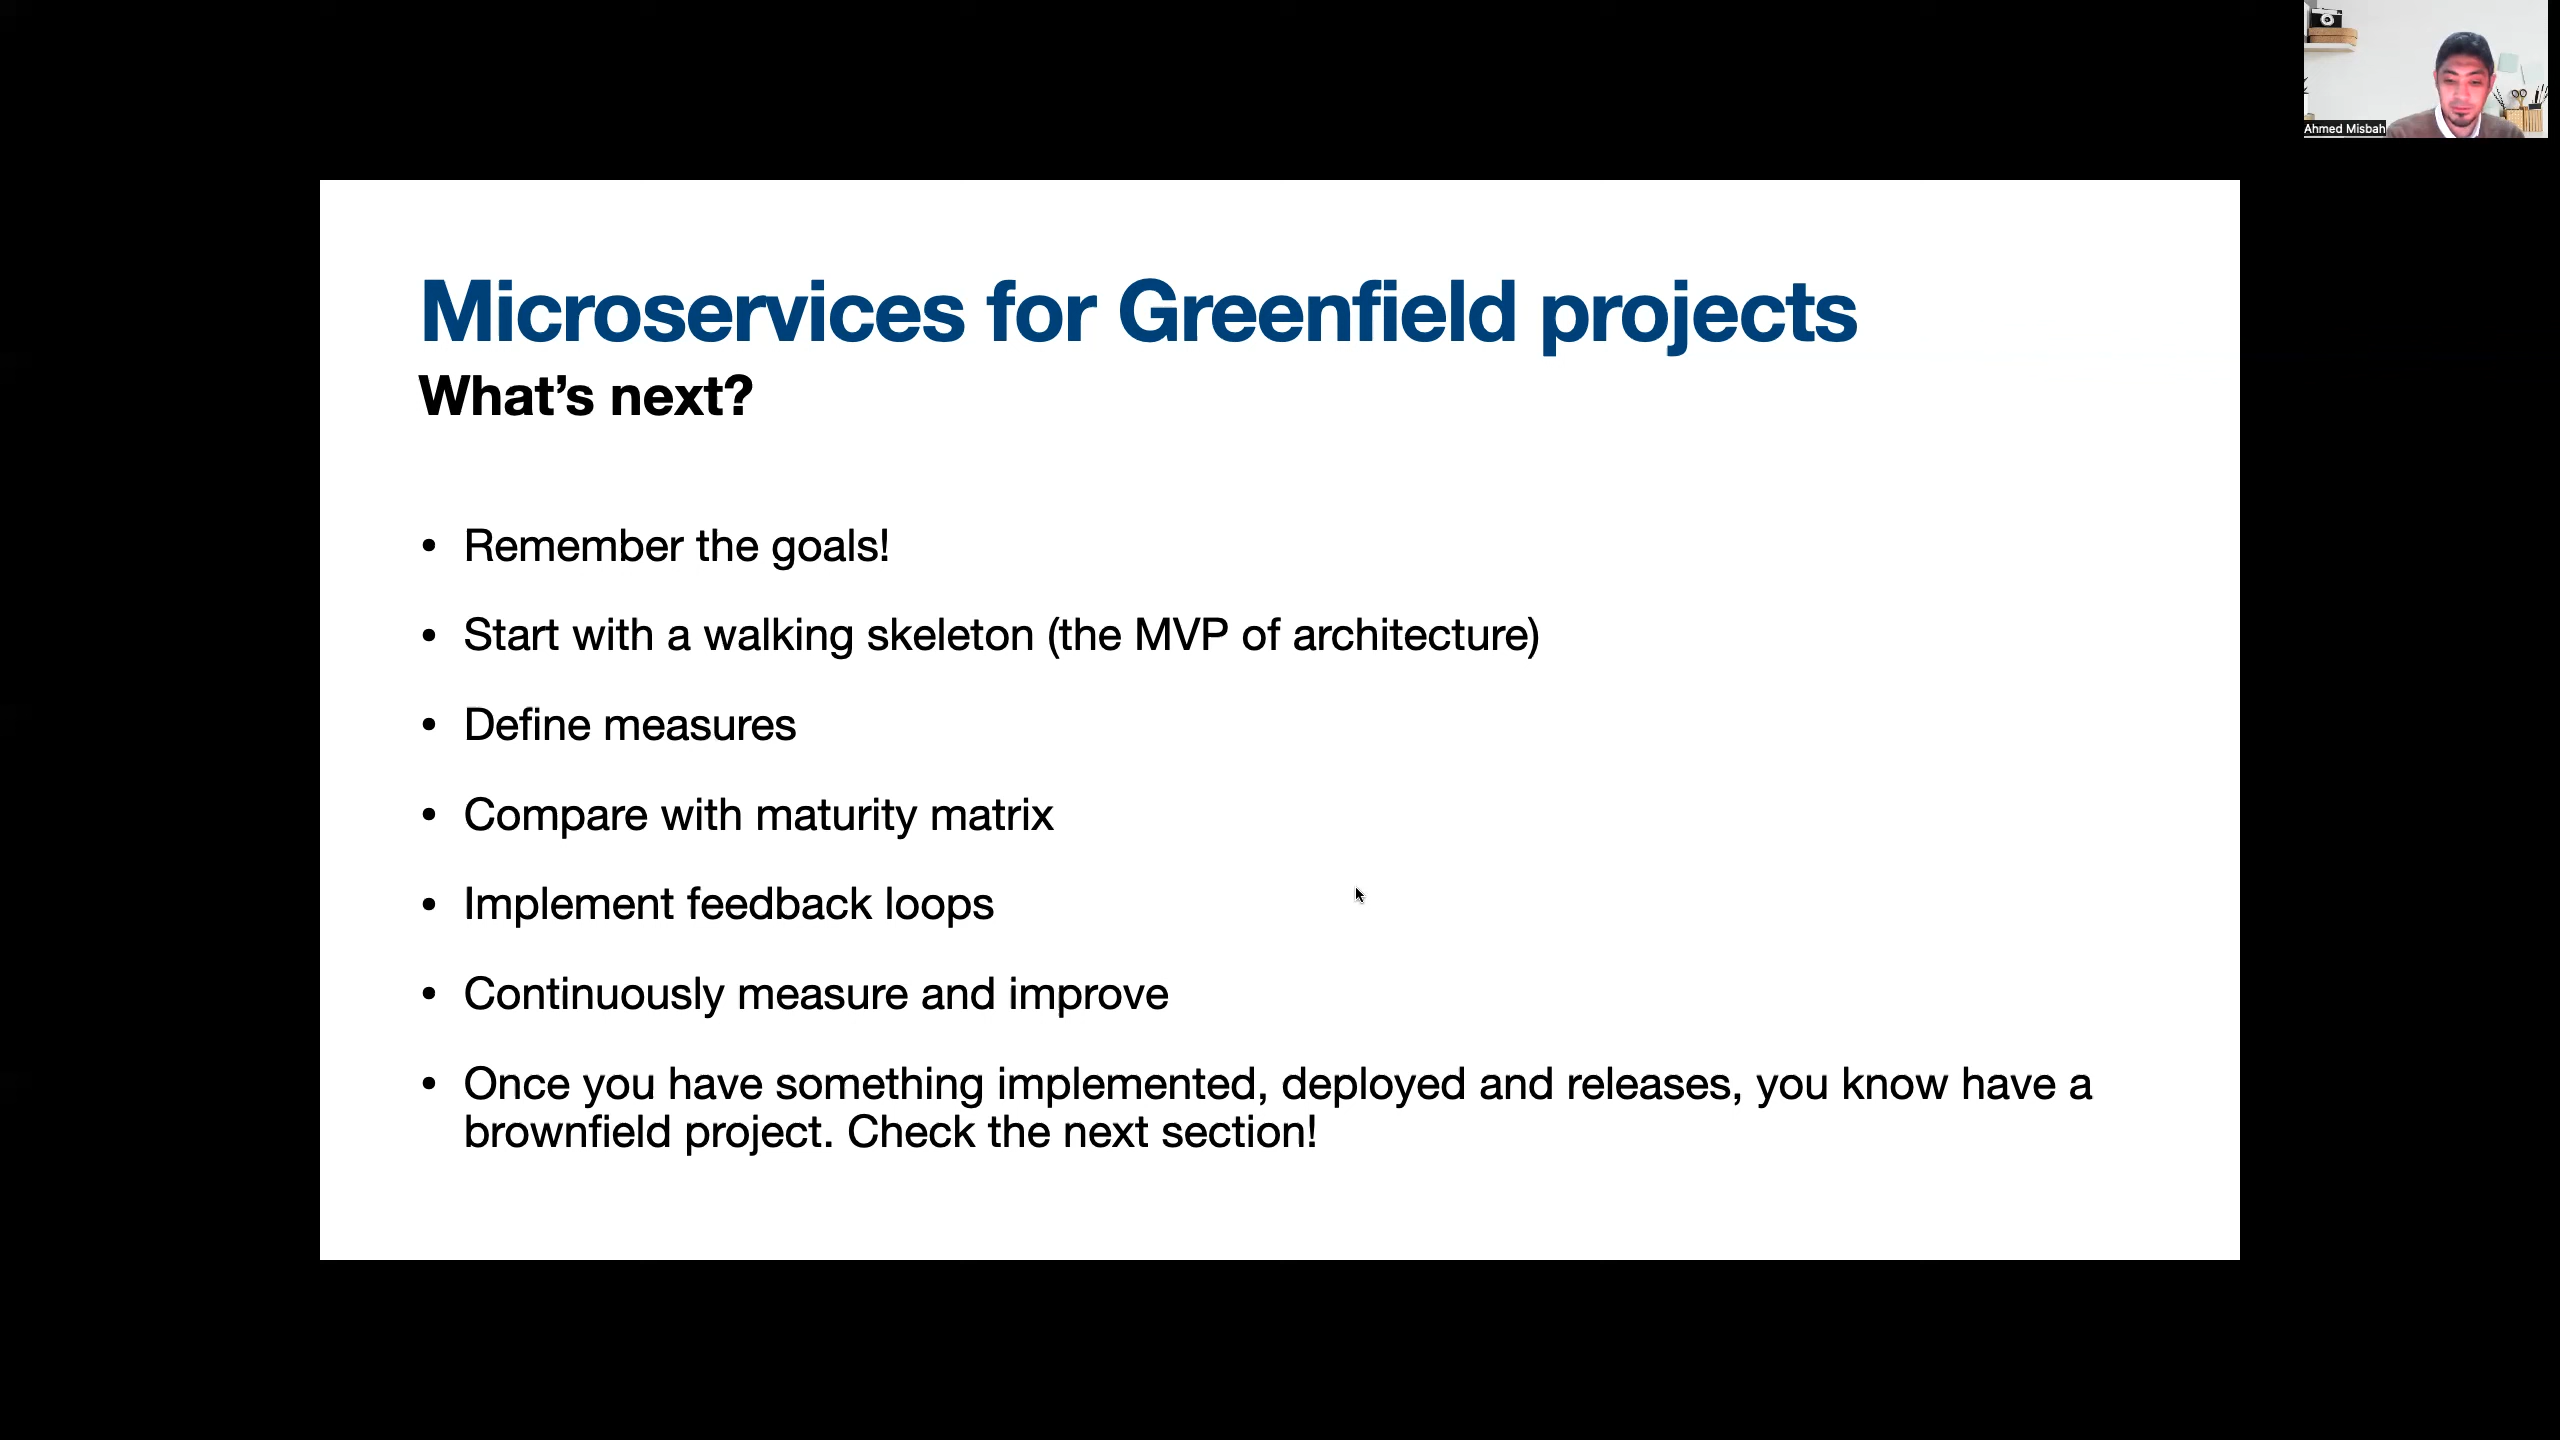 Ahmed Misbah
Microservices for Greenfield projects
What’s next?
• Remember the goals!
• Start with a walking skeleton (the MVP of architecture)
• Define measures
• Compare with maturity matrix
• Implement feedback loops
• Continuously measure and improve
• Once you have something implemented, deployed and releases, you know have a
brownfield project. Check the next section!